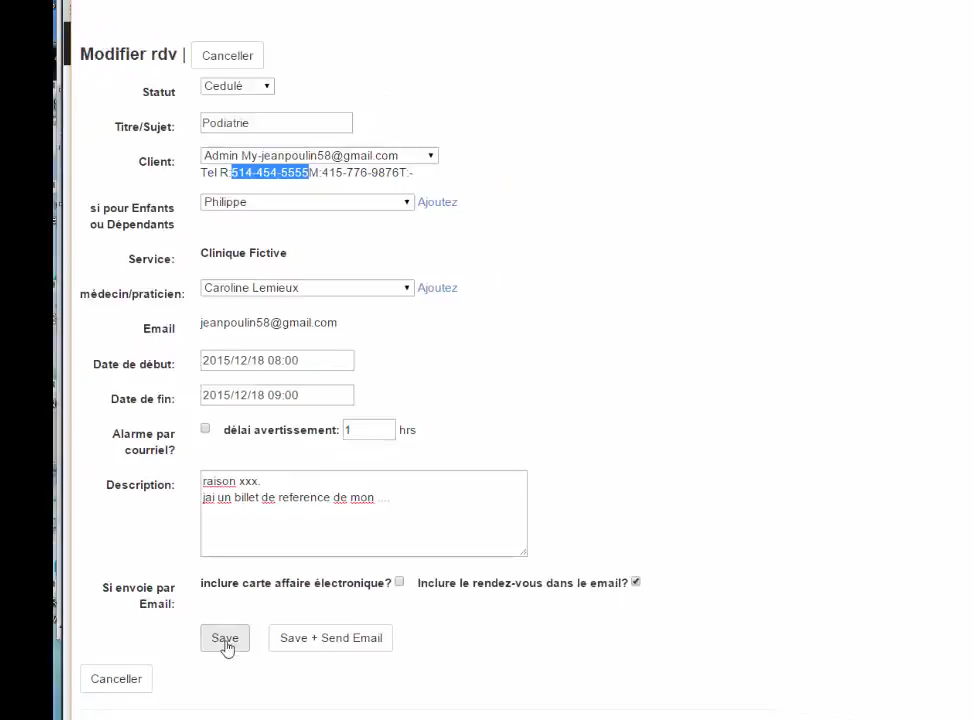 Modifier rdv | Canceller
Statut Cedulé
Titre/Sujet: Podiatrie
Client: Admin My-jeanpoulin58@gmail.com
Tel R:514-454-5555M:415-776-9876T:-
si pour Enfants ou Dépendants Philippe Ajoutez
Service: Clinique Fictive
médecin/praticien: Caroline Lemieux Ajoutez
Email jeanpoulin58@gmail.com
Date de début: 2015/12/18 08:00
Date de fin: 2015/12/18 09:00
Alarme par courriel? délai avertissement: 1 hrs
Description: raison xxx.
jai un billet de reference de mon ....
Si envoie par Email: inclure carte affaire électronique? Inclure le rendez-vous dans le email?
Save Save + Send Email
Canceller